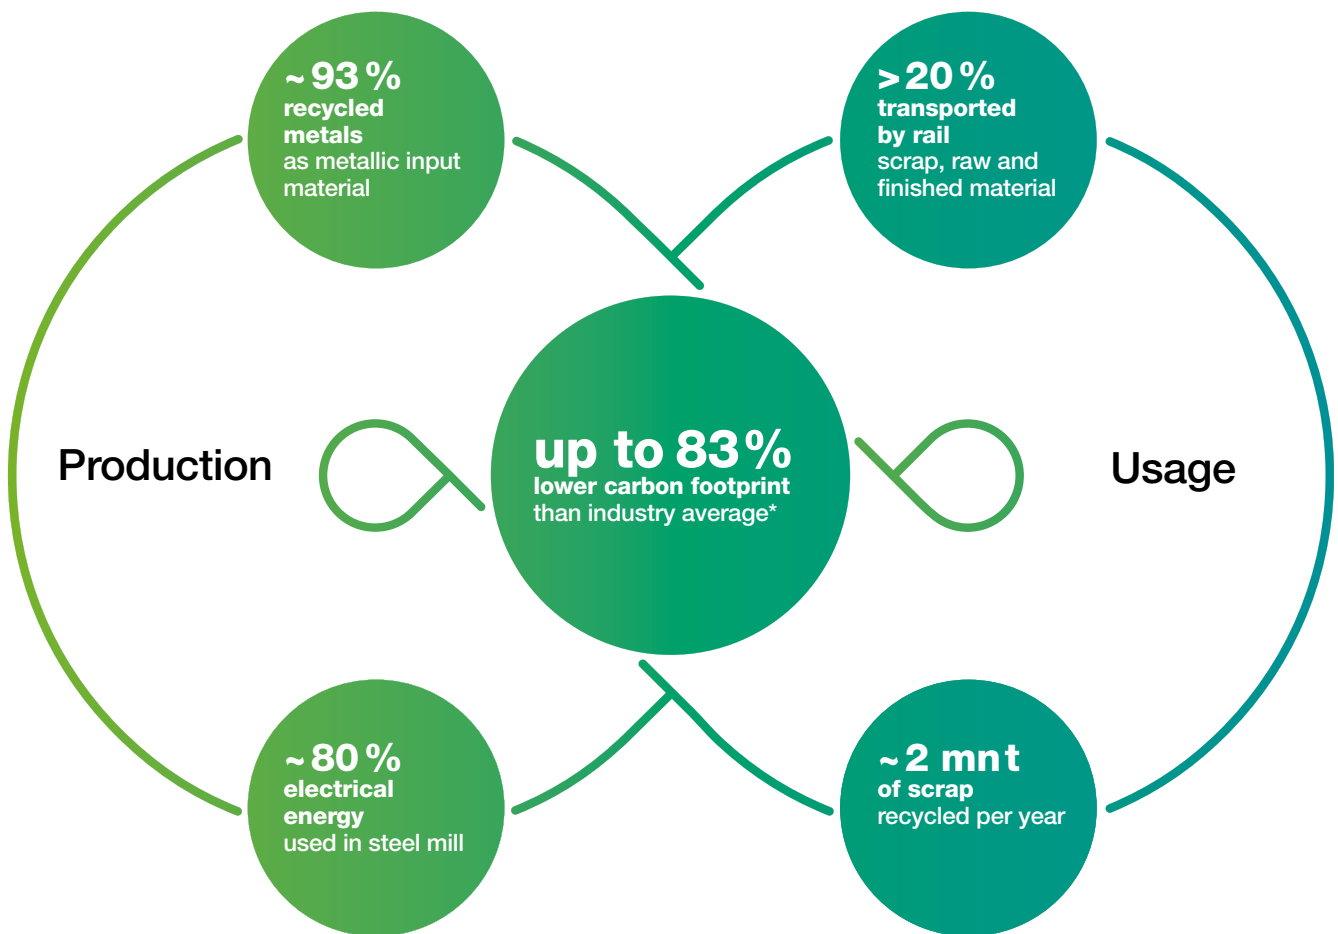 ~ 93 %
recycled
metals
as metallic input
material
> 20 %
transported
by rail
scrap, raw and
finished material
Production
up to 83 %
lower carbon footprint
than industry average*
Usage
~ 80 %
electrical
energy
used in steel mill
~ 2 mn t
of scrap
recycled per year